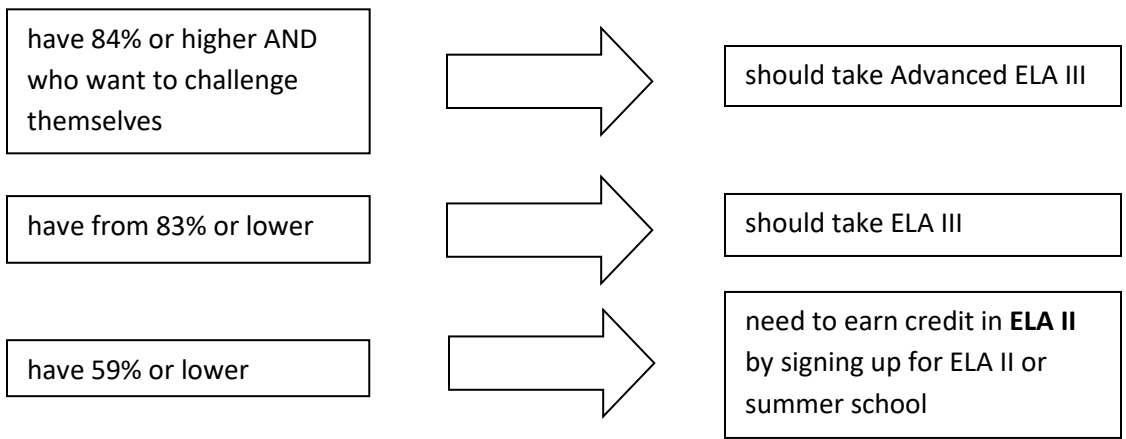 have 84% or higher AND
who want to challenge
themselves
should take Advanced ELA III
have from 83% or lower
should take ELA III
have 59% or lower
need to earn credit in ELA II
by signing up for ELA II or
summer school